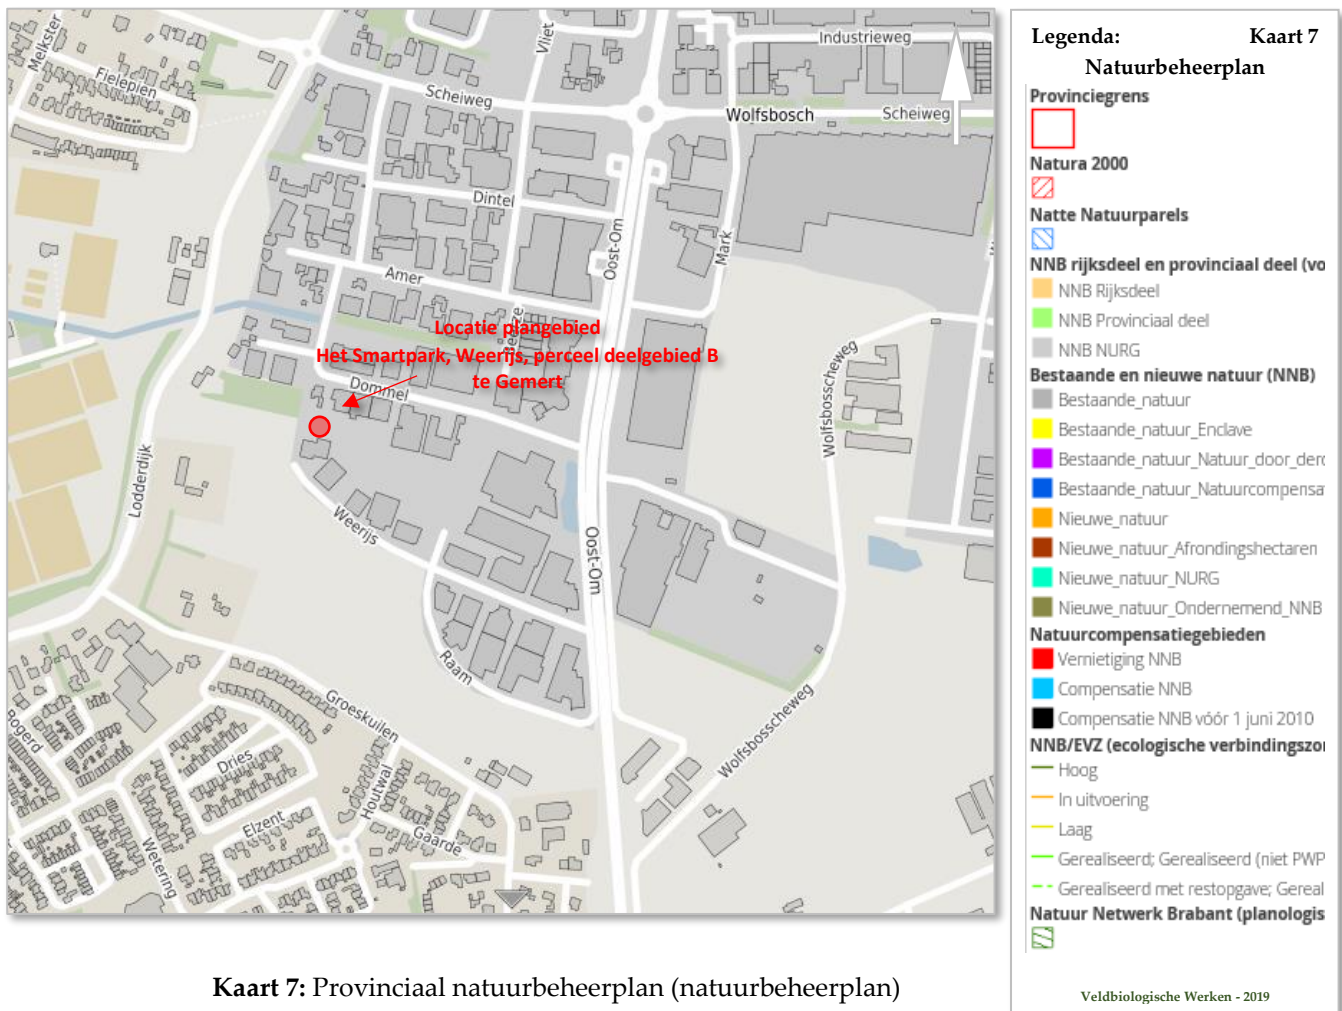 Melkster
Fielepien
Vliet
Industrieweg
Scheiweg
Wolfsbosch
Scheiweg
Dintel
Oost-Om
Mark
Amer
Locatie plangebied
Het Smartpark, Weerijs, perceel deelgebied B
te Gemert
Dommel
Wolfsbosscheweg
Lodderdijk
Weerijs
Oost-Om
Raam
Groeskuilen
Wolfsbosscheweg
Bogerd
Dries
Houtwal
Elzent
Gaarde
Wetering
Legenda: Kaart 7
Natuurbeheerplan
Provinciegrens
Natura 2000
Natte Natuurparels
NNB rijksdeel en provinciaal deel (vo
NNB Rijksdeel
NNB Provinciaal deel
NNB NURG
Bestaande en nieuwe natuur (NNB)
Bestaande_natuur
Bestaande_natuur_Enclave
Bestaande_natuur_Natuur_door_derd
Bestaande_natuur_Natuurcompensat
Nieuwe_natuur
Nieuwe_natuur_Afrondingshectaren
Nieuwe_natuur_NURG
Nieuwe_natuur_Ondernemend_NNB
Natuurcompensatiegebieden
Vernietiging NNB
Compensatie NNB
Compensatie NNB vóór 1 juni 2010
NNB/EVZ (ecologische verbindingszon
Hoog
In uitvoering
Laag
Gerealiseerd; Gerealiseerd (niet PWP
Gerealiseerd met restopgave; Gereal
Natuur Netwerk Brabant (planologis
Veldbiologische Werken - 2019
Kaart 7: Provinciaal natuurbeheerplan (natuurbeheerplan)